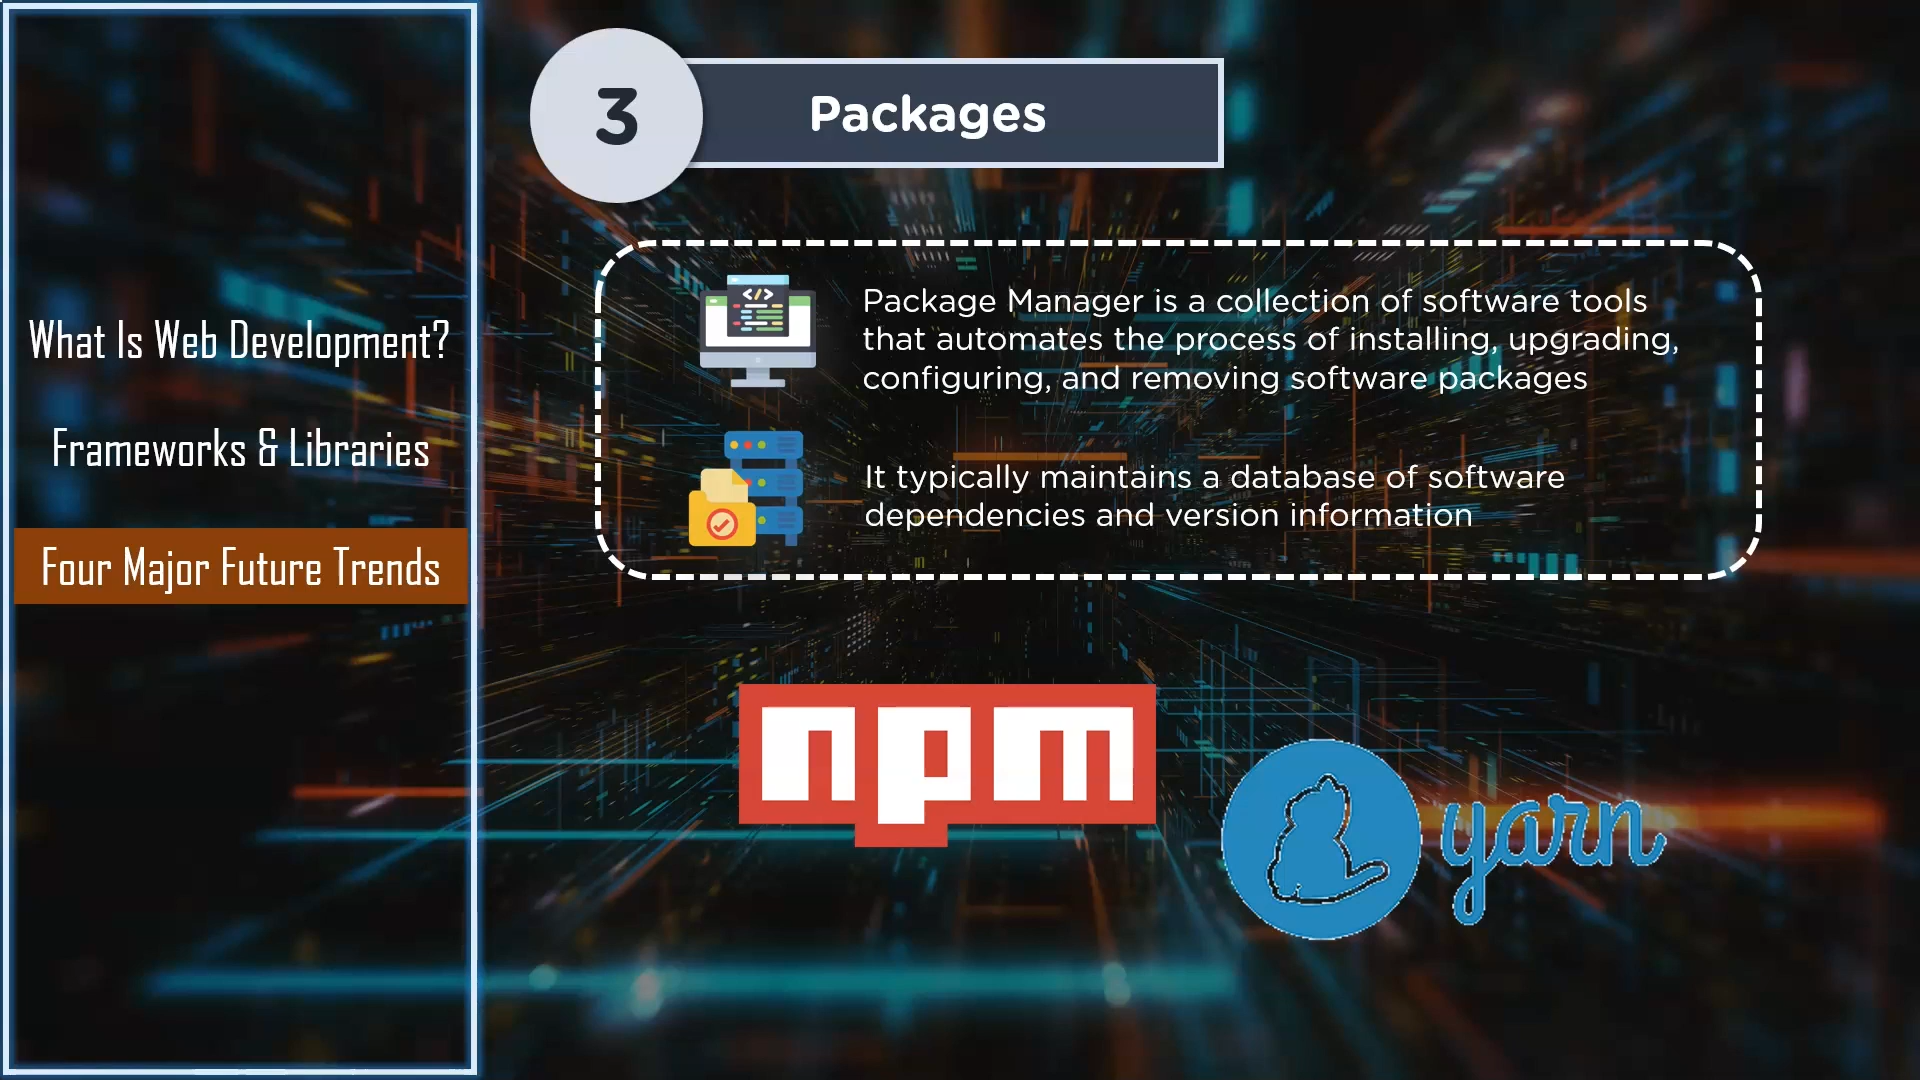 What Is Web Development?
Frameworks & Libraries
Four Major Future Trends
3
Packages
</>
Package Manager is a collection of software tools
that automates the process of installing, upgrading,
configuring, and removing software packages
It typically maintains a database of software
dependencies and version information
npm
yarn